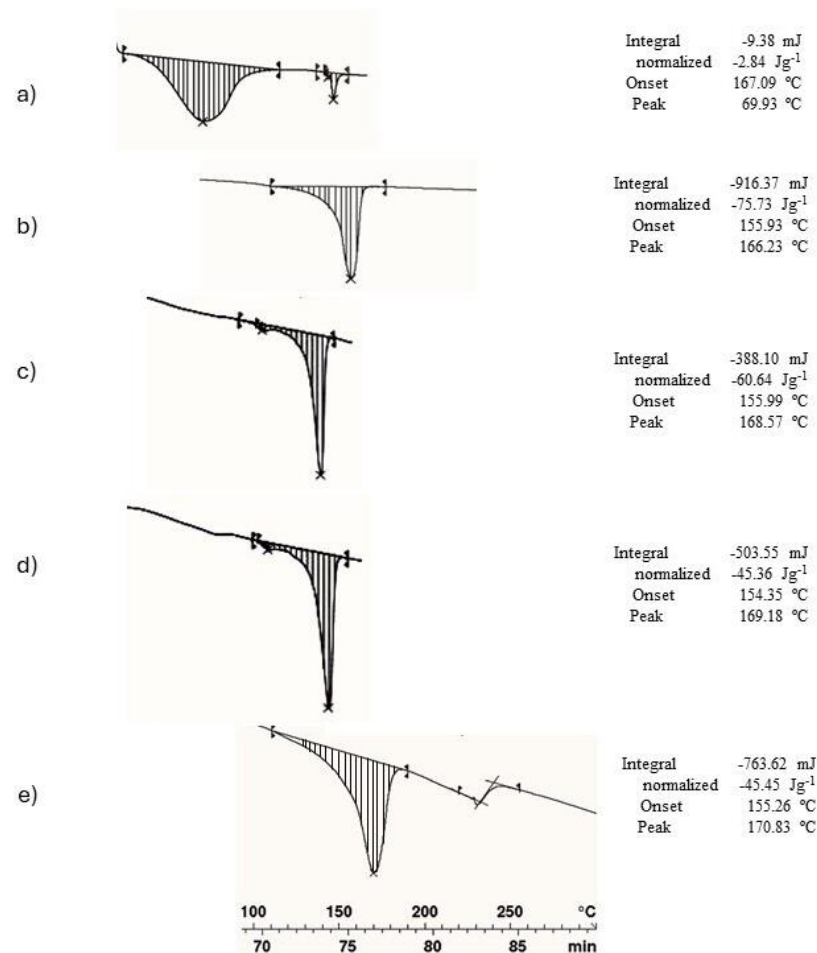 a)
Integral -9.38 mJ
normalized -2.84 Jg-1
Onset 167.09 °C
Peak 69.93 °C
b)
Integral -916.37 mJ
normalized -75.73 Jg-1
Onset 155.93 °C
Peak 166.23 °C
c)
Integral -388.10 mJ
normalized -60.64 Jg-1
Onset 155.99 °C
Peak 168.57 °C
d)
Integral -503.55 mJ
normalized -45.36 Jg-1
Onset 154.35 °C
Peak 169.18 °C
e)
Integral -763.62 mJ
normalized -45.45 Jg-1
Onset 155.26 °C
Peak 170.83 °C
100 150 200 250 °C
70 75 80 85 min